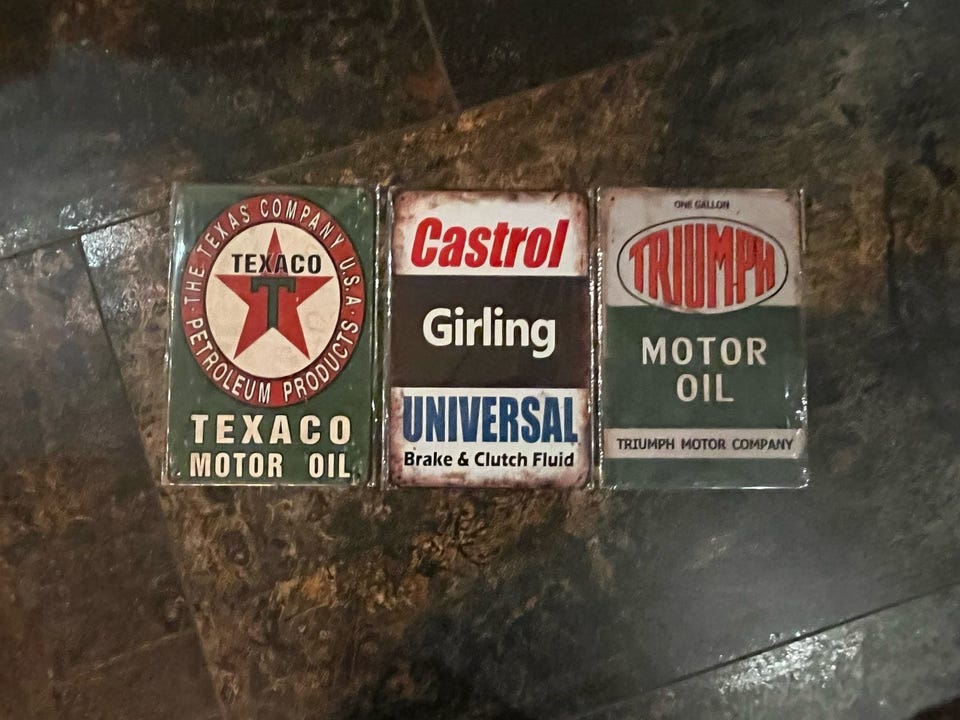 THE TEXAS COMPANY U.S.A.
TEXACO
T
PETROLEUM PRODUCTS
TEXACO
MOTOR OIL
Castrol
Girling
UNIVERSAL
Brake & Clutch Fluid
ONE GALLON
TRIUMPH
MOTOR
OIL
TRIUMPH MOTOR COMPANY